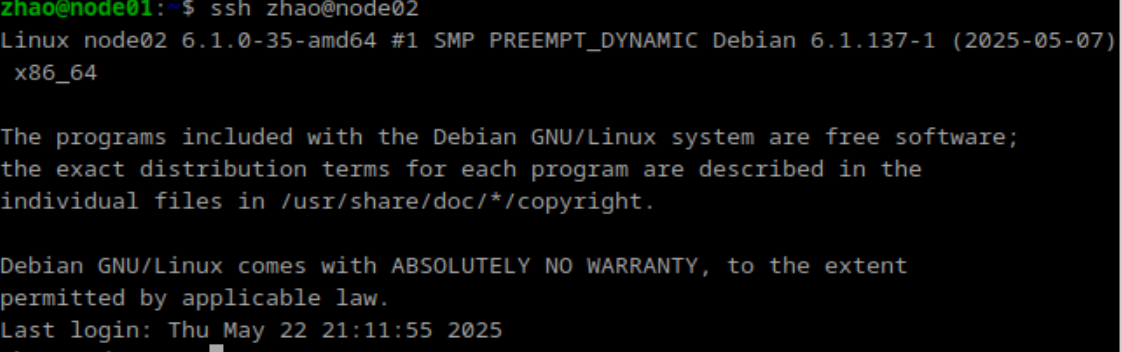 zhao@node01:~$ ssh zhao@node02
Linux node02 6.1.0-35-amd64 #1 SMP PREEMPT_DYNAMIC Debian 6.1.137-1 (2025-05-07)
 x86_64
The programs included with the Debian GNU/Linux system are free software;
the exact distribution terms for each program are described in the
individual files in /usr/share/doc/*/copyright.
Debian GNU/Linux comes with ABSOLUTELY NO WARRANTY, to the extent
permitted by applicable law.
Last login: Thu May 22 21:11:55 2025